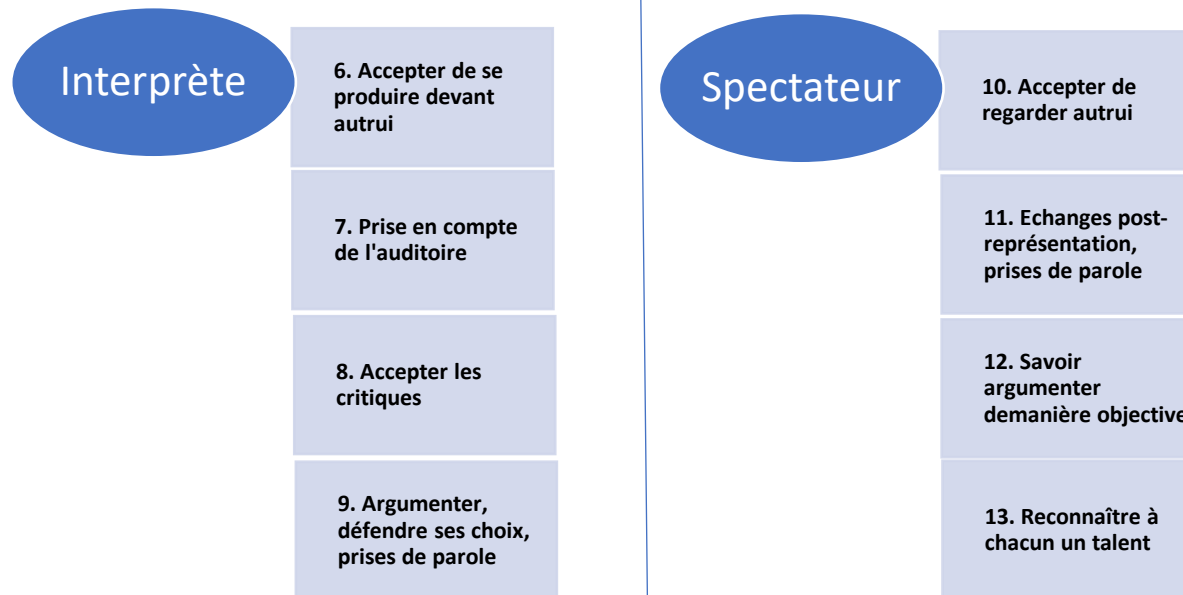 Interprète
6. Accepter de se
produire devant
autrui
7. Prise en compte
de l'auditoire
8. Accepter les
critiques
9. Argumenter,
défendre ses choix,
prises de parole
Spectateur
10. Accepter de
regarder autrui
11. Echanges post-
représentation,
prises de parole
12. Savoir
argumenter
demanière objective
13. Reconnaître à
chacun un talent